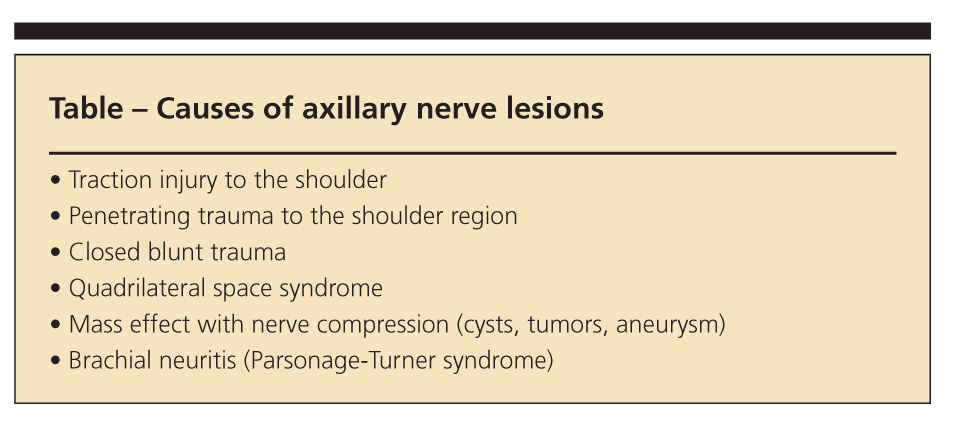 Table – Causes of axillary nerve lesions
• Traction injury to the shoulder
• Penetrating trauma to the shoulder region
• Closed blunt trauma
• Quadrilateral space syndrome
• Mass effect with nerve compression (cysts, tumors, aneurysm)
• Brachial neuritis (Parsonage-Turner syndrome)